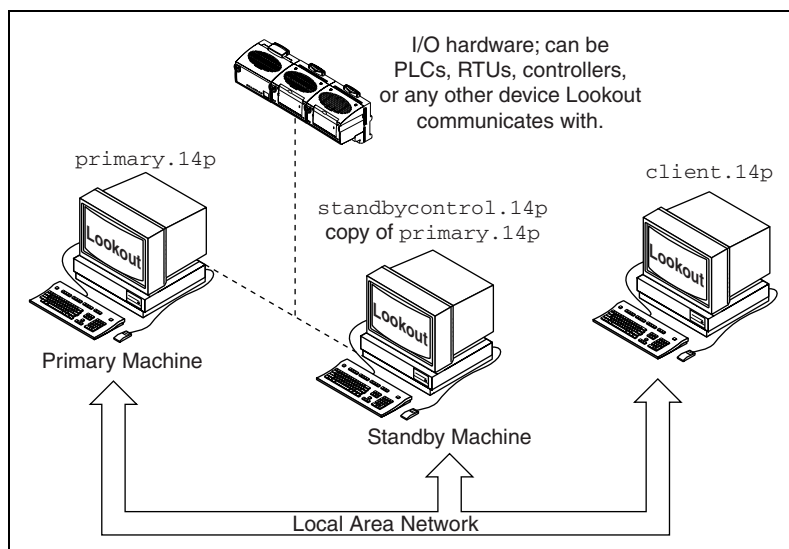 I/O hardware; can be
PLCs, RTUs, controllers,
or any other device Lookout
communicates with.
primary.14p
client.14p
standbycontrol.14p
copy of primary.14p
Lookout
Lookout
Lookout
Primary Machine
Standby Machine
Local Area Network